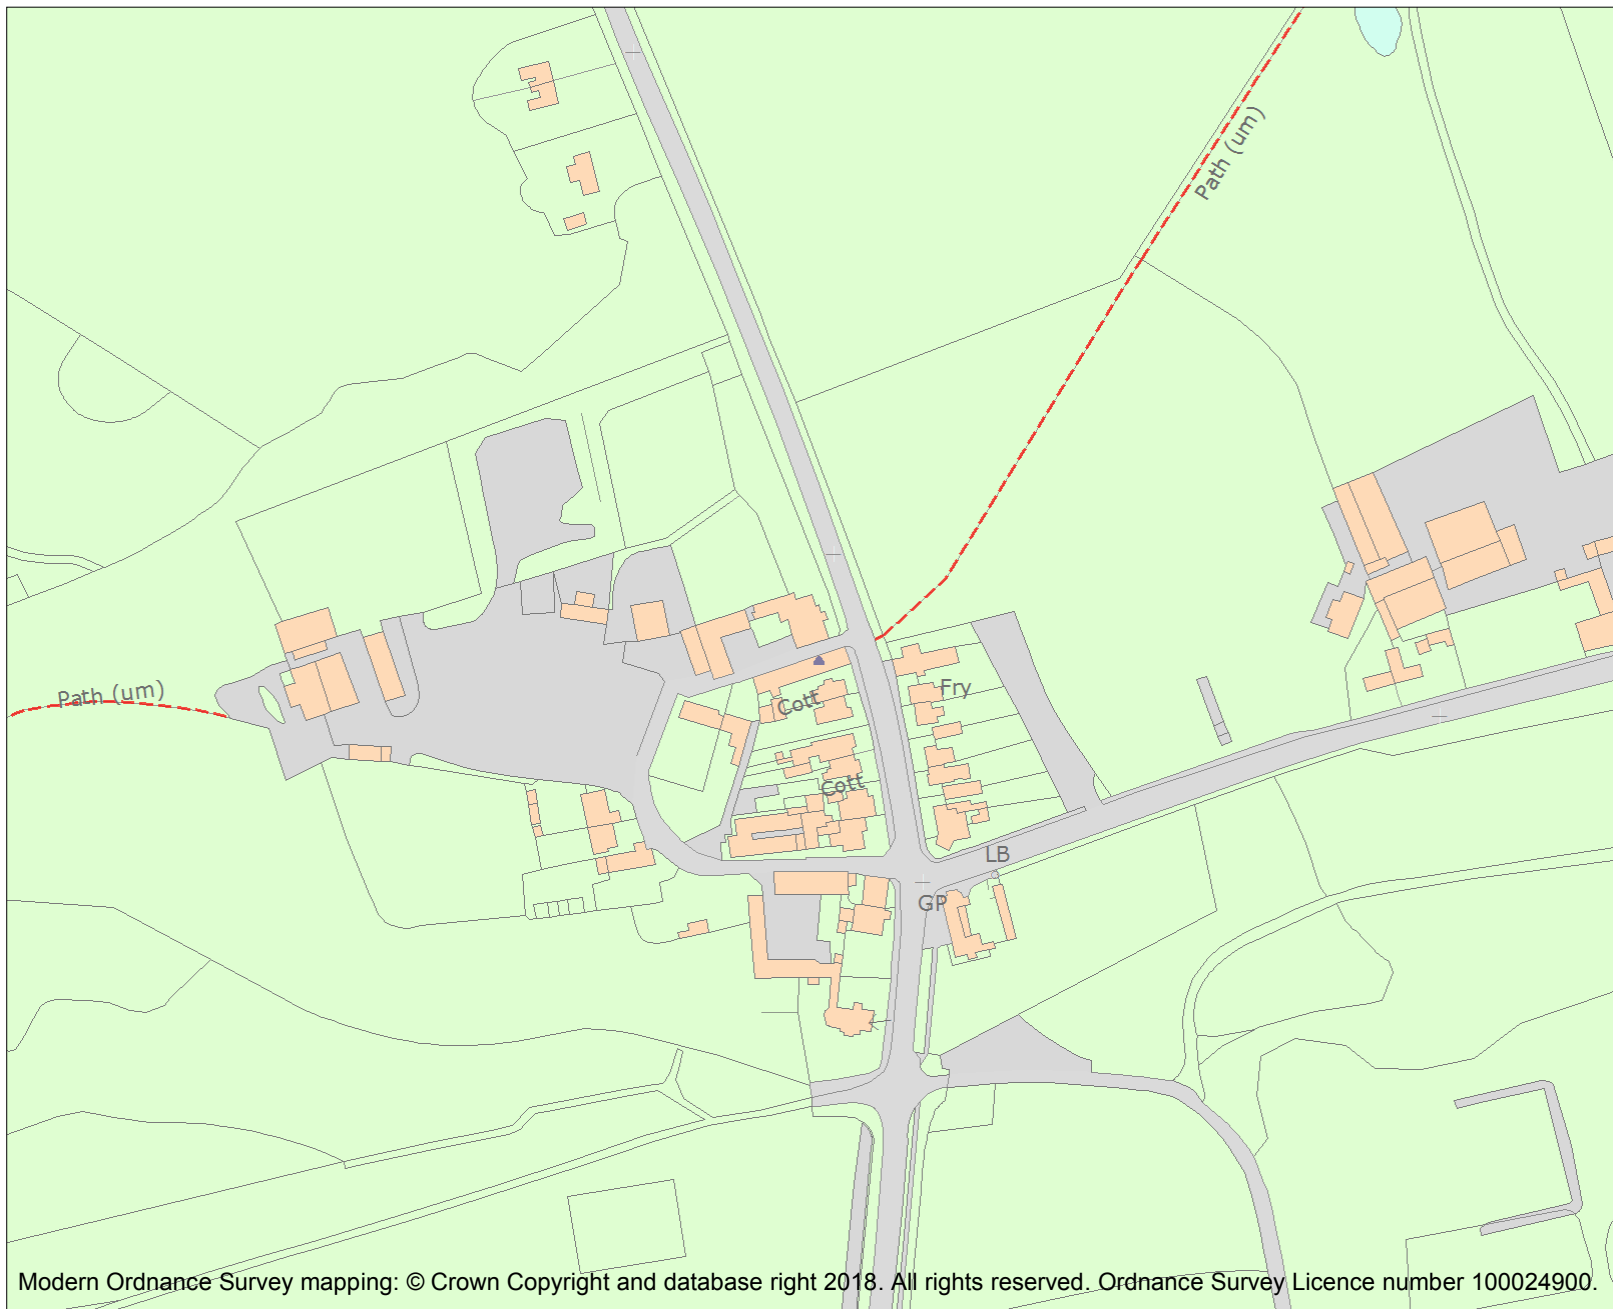 Path (um)
Path (um)
Fry
Cott
Cott
LB
GP
Modern Ordnance Survey mapping: © Crown Copyright and database right 2018. All rights reserved. Ordnance Survey Licence number 100024900.